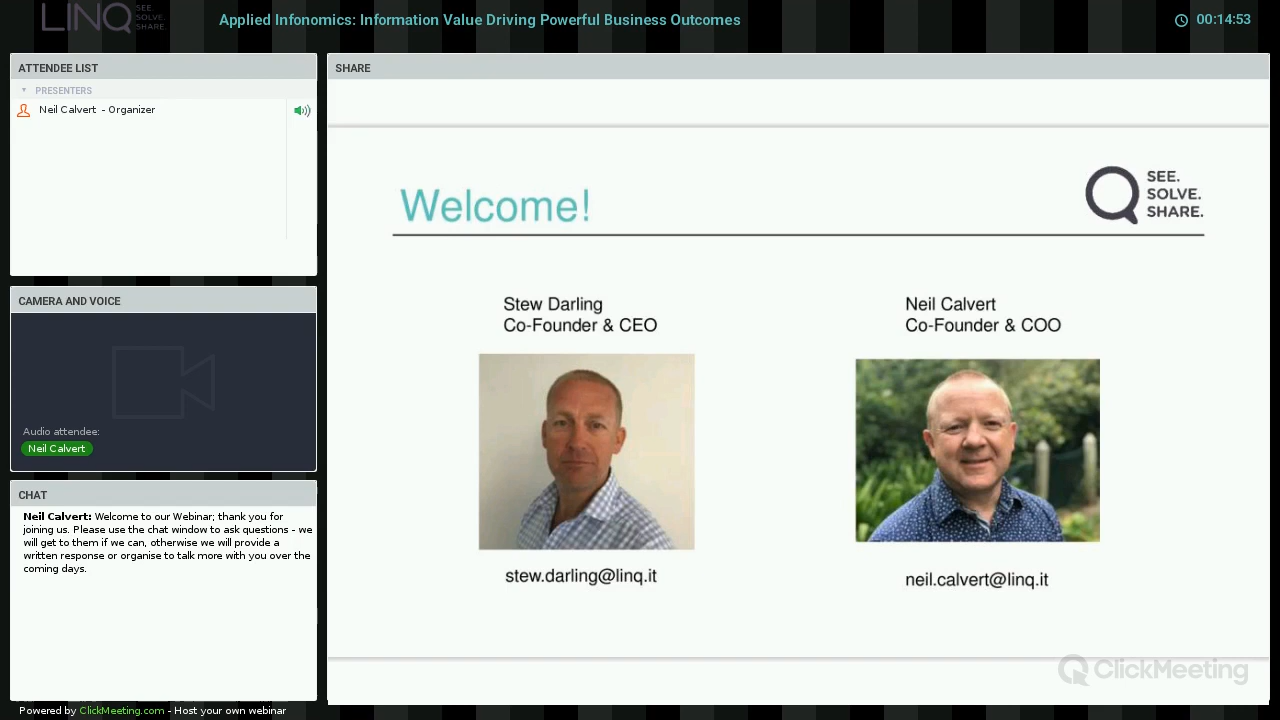 LINQ SEE. SOLVE. SHARE.
Applied Infonomics: Information Value Driving Powerful Business Outcomes
00:14:53
ATTENDEE LIST
PRESENTERS
Neil Calvert - Organizer
CAMERA AND VOICE
Audio attendee:
Neil Calvert
CHAT
Neil Calvert: Welcome to our Webinar; thank you for
joining us. Please use the chat window to ask questions - we
will get to them if we can, otherwise we will provide a
written response or organise to talk more with you over the
coming days.
Powered by ClickMeeting.com - Host your own webinar
SHARE
Welcome!
SEE.
SOLVE.
SHARE.
Stew Darling
Co-Founder & CEO
stew.darling@linq.it
Neil Calvert
Co-Founder & COO
neil.calvert@linq.it
ClickMeeting